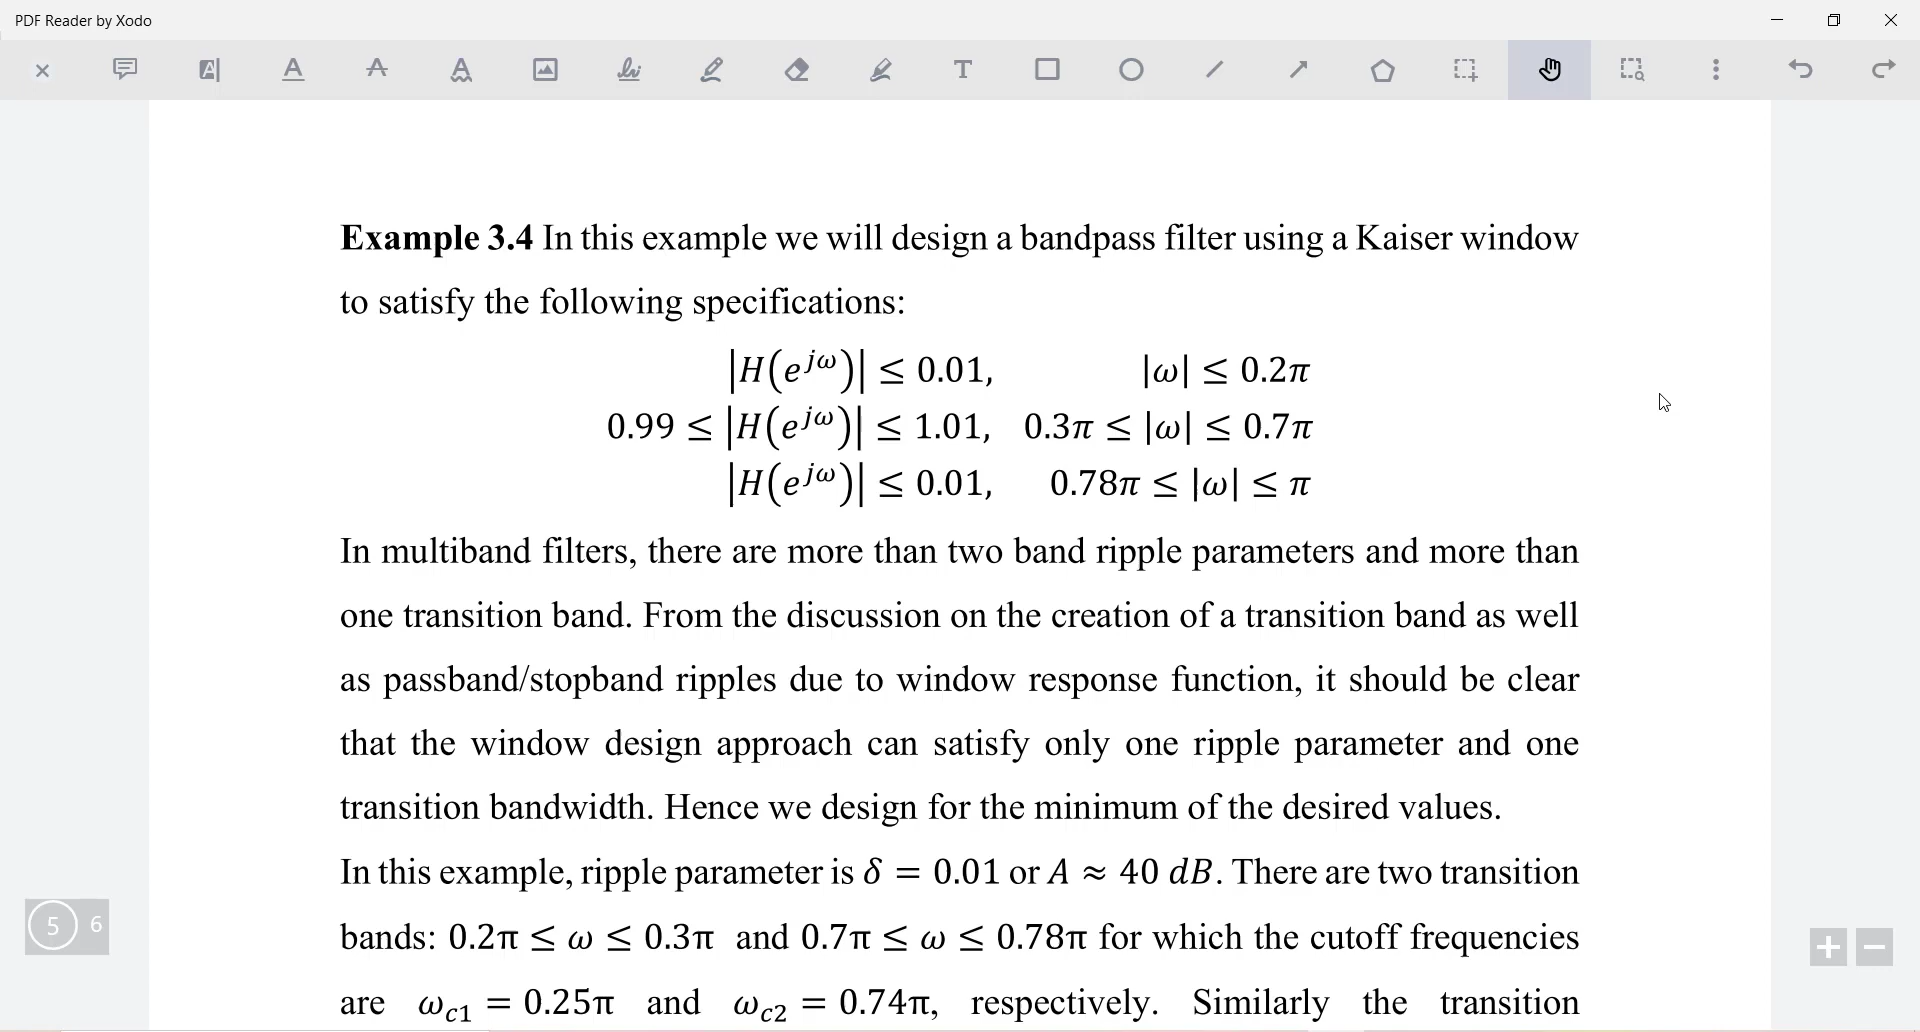 PDF Reader by Xodo
Example 3.4 In this example we will design a bandpass filter using a Kaiser window
to satisfy the following specifications:
|H(e^{jω})| ≤ 0.01, |ω| ≤ 0.2π
0.99 ≤ |H(e^{jω})| ≤ 1.01, 0.3π ≤ |ω| ≤ 0.7π
|H(e^{jω})| ≤ 0.01, 0.78π ≤ |ω| ≤ π
In multiband filters, there are more than two band ripple parameters and more than
one transition band. From the discussion on the creation of a transition band as well
as passband/stopband ripples due to window response function, it should be clear
that the window design approach can satisfy only one ripple parameter and one
transition bandwidth. Hence we design for the minimum of the desired values.
In this example, ripple parameter is δ = 0.01 or A ≈ 40 dB. There are two transition
bands: 0.2π ≤ ω ≤ 0.3π and 0.7π ≤ ω ≤ 0.78π for which the cutoff frequencies
are ω_{c1} = 0.25π and ω_{c2} = 0.74π, respectively. Similarly the transition
5 6